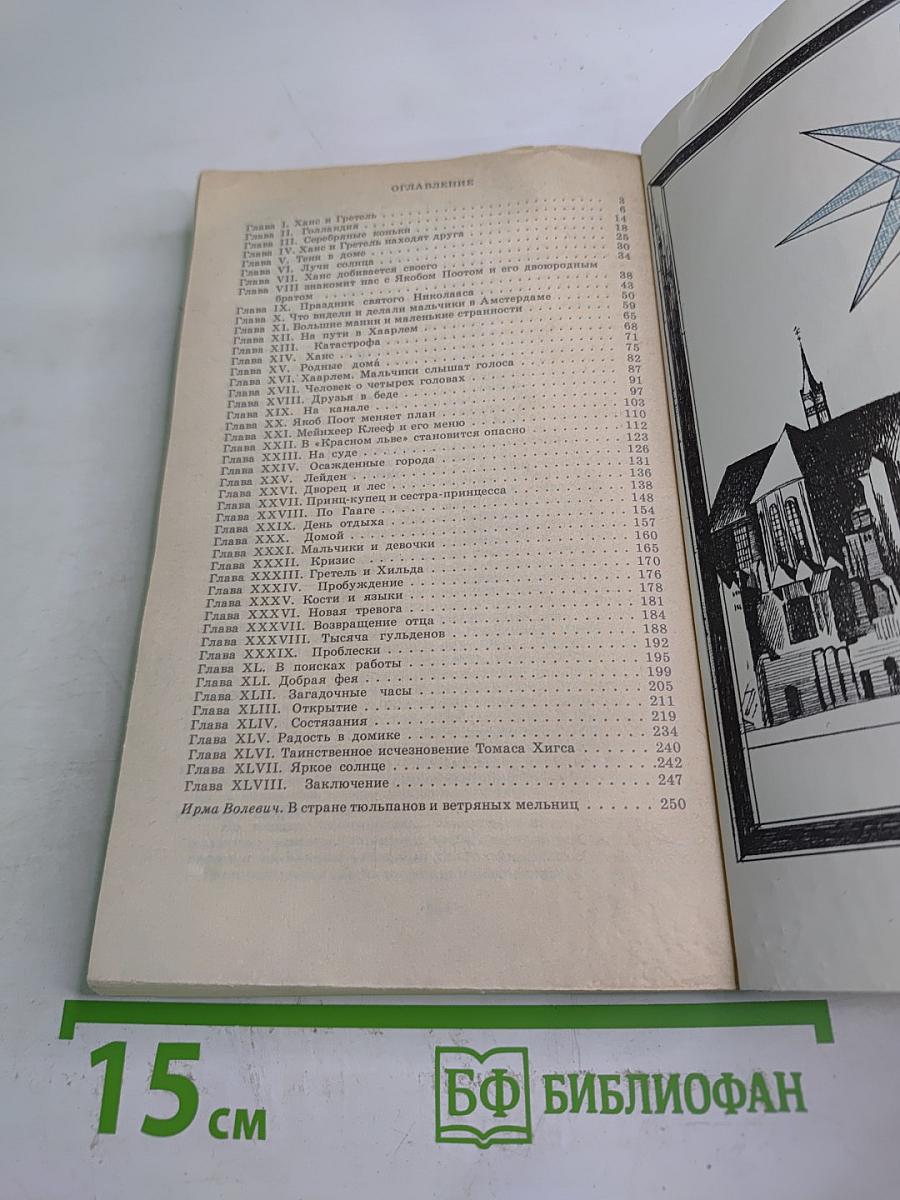 ОГЛАВЛЕНИЕ
Глава I. Ханс и Гретель . . . 3
Глава II. Голландия . . . 6
Глава III. Серебряные коньки . . . 14
Глава IV. Ханс и Гретель находят друга . . . 18
Глава V. Тени в доме . . . 25
Глава VI. Лучи солнца . . . 30
Глава VII. Ханс добивается своего . . . 34
Глава VIII знакомит нас с Якобом Поотом и его двоюродным
братом . . . 38
Глава IX. Праздник святого Николааса . . . 43
Глава X. Что видели и делали мальчики в Амстердаме . . . 50
Глава XI. Большие мании и маленькие странности . . . 59
Глава XII. На пути в Хаарлем . . . 65
Глава XIII. Катастрофа . . . 68
Глава XIV. Ханс . . . 71
Глава XV. Родные дома́ . . . 75
Глава XVI. Хаарлем. Мальчики слышат голоса . . . 82
Глава XVII. Человек о четырех головах . . . 87
Глава XVIII. Друзья в беде . . . 91
Глава XIX. На канале . . . 97
Глава XX. Якоб Поот меняет план . . . 103
Глава XXI. Мейнхеер Клееф и его меню . . . 110
Глава XXII. В «Красном льве» становится опасно . . . 112
Глава XXIII. На суде . . . 123
Глава XXIV. Осажденные города . . . 126
Глава XXV. Лейден . . . 131
Глава XXVI. Дворец и лес . . . 136
Глава XXVII. Принц-купец и сестра-принцесса . . . 138
Глава XXVIII. По Гааге . . . 148
Глава XXIX. День отдыха . . . 154
Глава XXX. Домой . . . 157
Глава XXXI. Мальчики и девочки . . . 160
Глава XXXII. Кризис . . . 165
Глава XXXIII. Гретель и Хильда . . . 170
Глава XXXIV. Пробуждение . . . 176
Глава XXXV. Кости и языки . . . 178
Глава XXXVI. Новая тревога . . . 181
Глава XXXVII. Возвращение отца . . . 184
Глава XXXVIII. Тысяча гульденов . . . 188
Глава XXXIX. Проблески . . . 192
Глава XL. В поисках работы . . . 195
Глава XLI. Добрая фея . . . 199
Глава XLII. Загадочные часы . . . 205
Глава XLIII. Открытие . . . 211
Глава XLIV. Состязания . . . 219
Глава XLV. Радость в домике . . . 234
Глава XLVI. Таинственное исчезновение Томаса Хигса . . . 240
Глава XLVII. Яркое солнце . . . 242
Глава XLVIII. Заключение . . . 247
Ирма Волевич. В стране тюльпанов и ветряных мельниц . . . 250
15 см
БФ БИБЛИОФАН